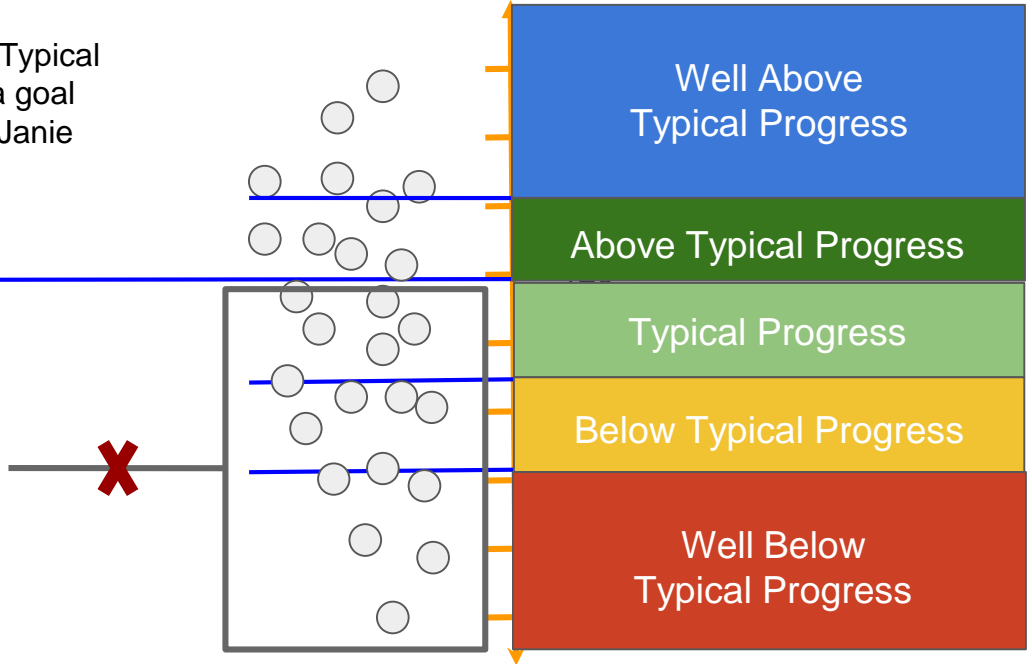 Typical
a goal
Janie
Well Above
Typical Progress
Above Typical Progress
Typical Progress
Below Typical Progress
Well Below
Typical Progress